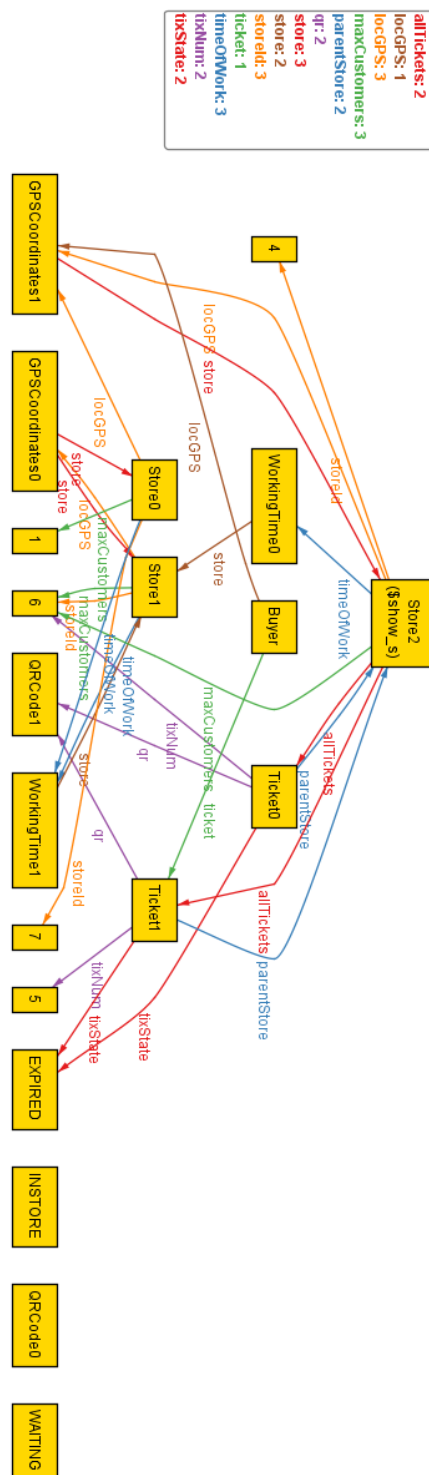 allTickets: 2
locGPS: 1
locGPS: 3
maxCustomers: 3
parentStore: 2
qr: 2
store: 3
store: 2
storeId: 3
ticket: 1
timeOfWork: 3
tixNum: 2
tixState: 2
Store2
($show_s)
4
WorkingTime0
Buyer
Ticket0
Store0
Store1
Ticket1
GPSCoordinates1
GPSCoordinates0
1
6
QRCode1
WorkingTime1
7
5
EXPIRED
INSTORE
QRCode0
WAITING
locGPS
store
storeId
timeOfWork
allTickets
parentStore
allTickets
parentStore
locGPS
locGPS
store
maxCustomers
ticket
tixNum
qr
tixState
store
store
locGPS
maxCustomers
storeId
maxCustomers
timeOfWork
timeOfWork
store
storeId
qr
tixNum
tixState